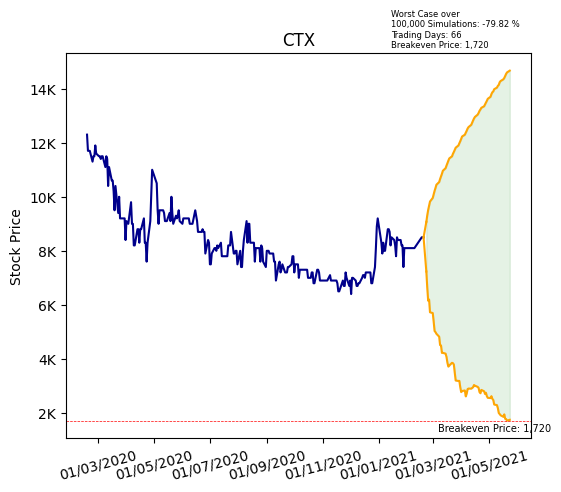 Worst Case over
100,000 Simulations: -79.82 %
Trading Days: 66
Breakeven Price: 1,720
CTX
Stock Price
14K
12K
10K
8K
6K
4K
2K
Breakeven Price: 1,720
01/03/2020
01/05/2020
01/07/2020
01/09/2020
01/11/2020
01/01/2021
01/03/2021
01/05/2021